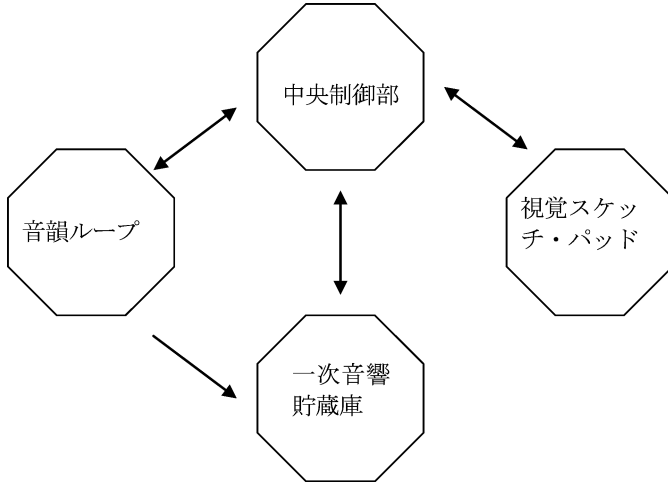 中央制御部
音韻ループ
視覚スケッ
チ・パッド
一次音響
貯蔵庫